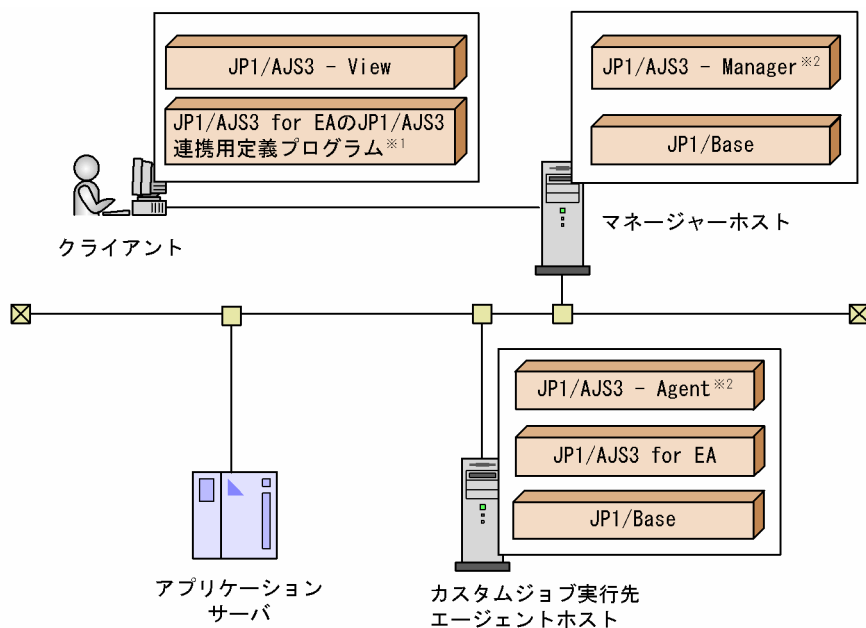 JP1/AJS3 - View
JP1/AJS3 for EAのJP1/AJS3
連携用定義プログラム※1
クライアント
JP1/AJS3 - Manager※2
JP1/Base
マネージャーホスト
JP1/AJS3 - Agent※2
JP1/AJS3 for EA
JP1/Base
アプリケーション
サーバ
カスタムジョブ実行先
エージェントホスト